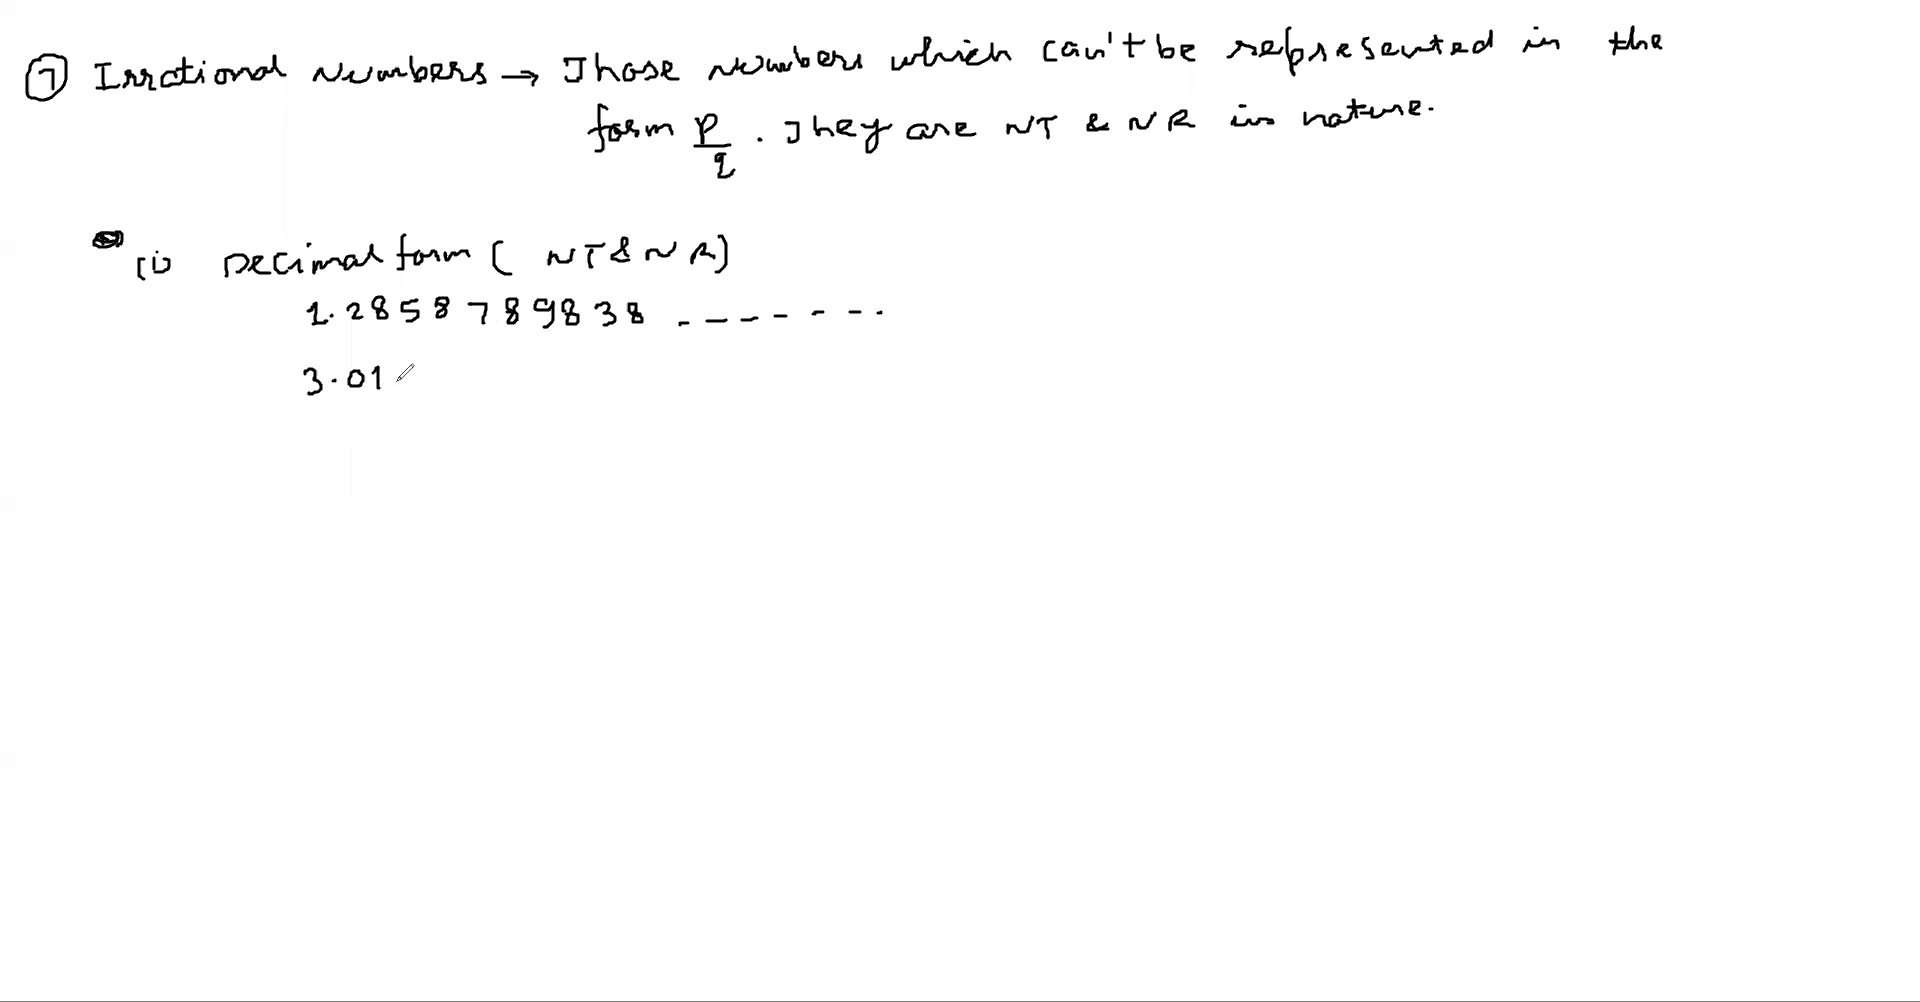 ⑦ Irrational Numbers → Those numbers which can't be represented in the
form p/q . They are NT & NR in nature.
(i) Decimal form ( NT & NR)
1.2858789838 - - - - - - -
3.01